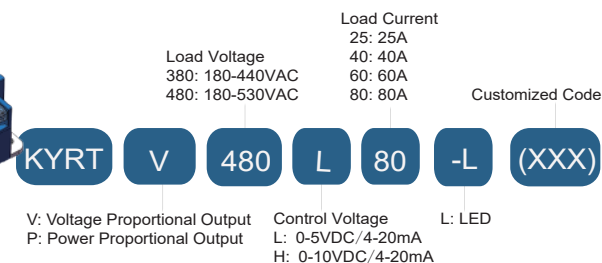 Load Current
25: 25A
40: 40A
60: 60A
80: 80A
Load Voltage
380: 180-440VAC
480: 180-530VAC
Customized Code
KYRT V 480 L 80 -L (XXX)
V: Voltage Proportional Output
P: Power Proportional Output
Control Voltage
L: 0-5VDC/4-20mA
H: 0-10VDC/4-20mA
L: LED